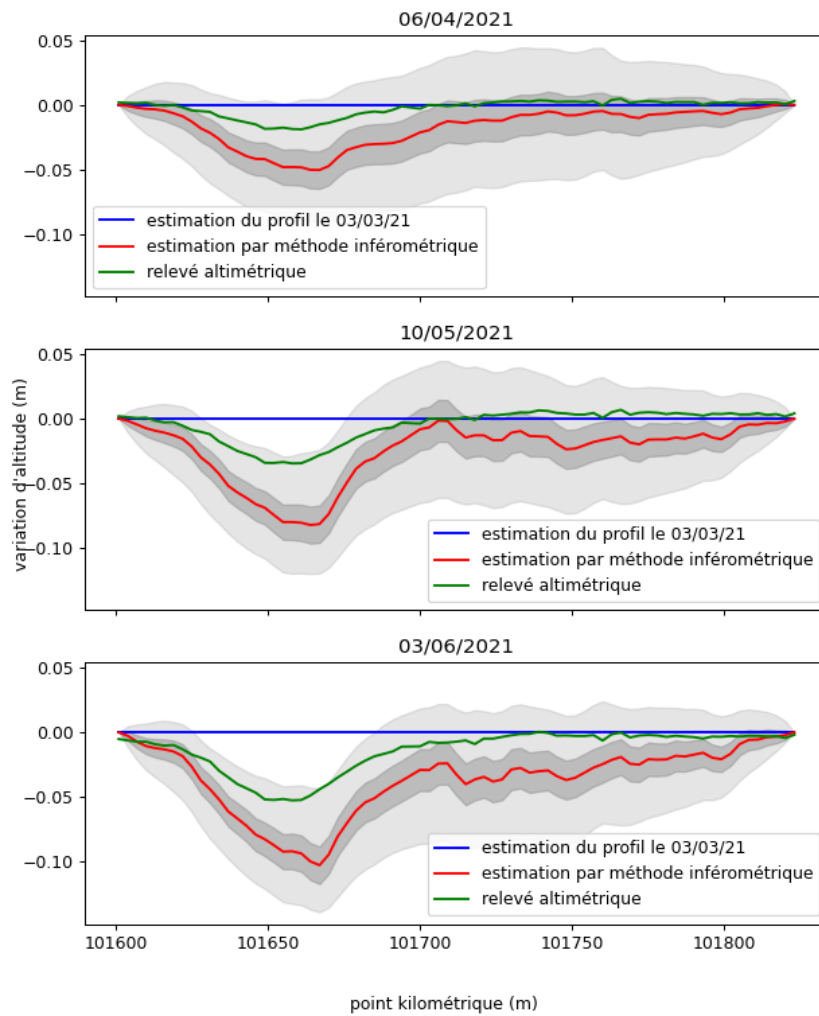 06/04/2021
0.05
0.00
−0.05
−0.10
estimation du profil le 03/03/21
estimation par méthode inférométrique
relevé altimétrique
10/05/2021
0.05
0.00
−0.05
−0.10
variation d'altitude (m)
estimation du profil le 03/03/21
estimation par méthode inférométrique
relevé altimétrique
03/06/2021
0.05
0.00
−0.05
−0.10
estimation du profil le 03/03/21
estimation par méthode inférométrique
relevé altimétrique
101600 101650 101700 101750 101800
point kilométrique (m)